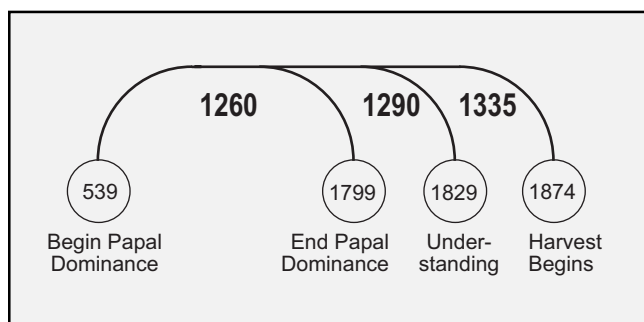 1260 1290 1335
539 1799 1829 1874
Begin Papal End Papal Under- Harvest
Dominance Dominance standing Begins